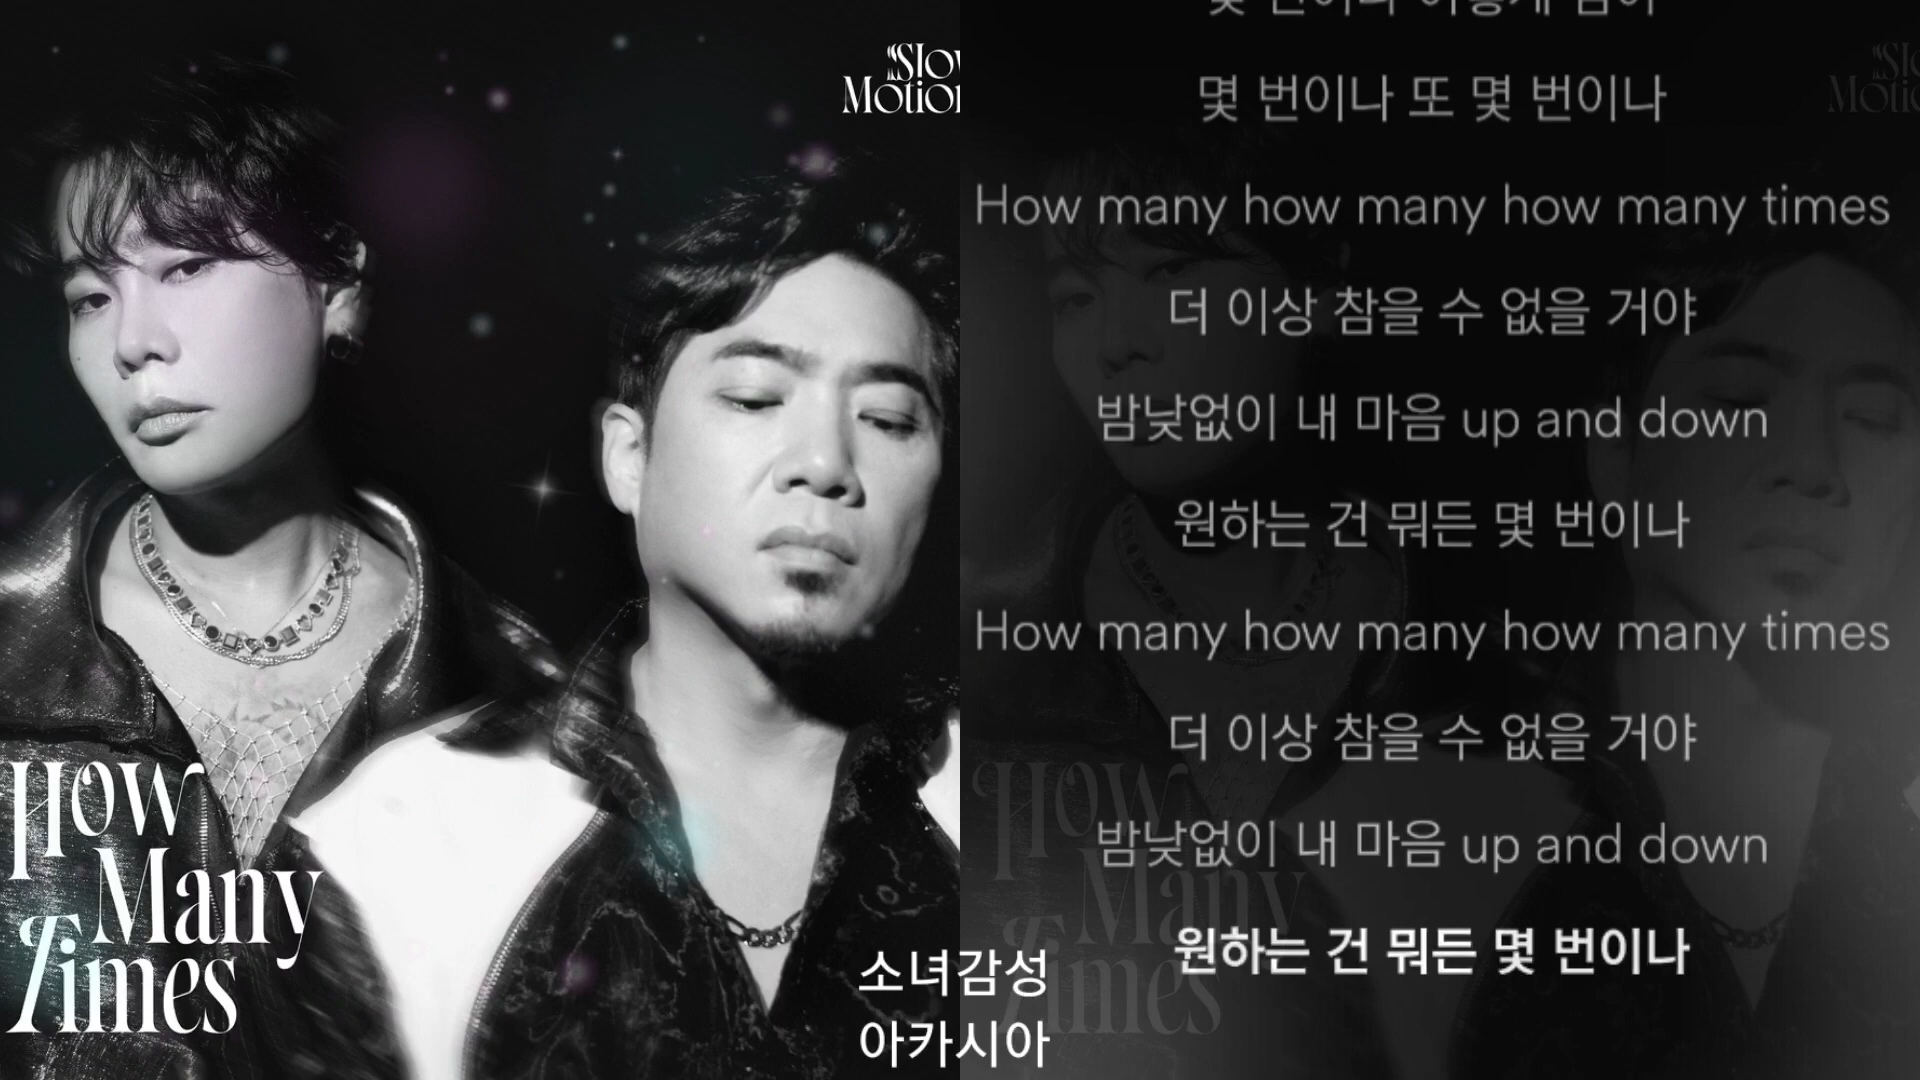 Slow
Motion
How
Many
Times
소녀감성
아카시아
몇 번이나 또 몇 번이나
How many how many how many times
더 이상 참을 수 없을 거야
밤낮없이 내 마음 up and down
원하는 건 뭐든 몇 번이나
How many how many how many times
더 이상 참을 수 없을 거야
밤낮없이 내 마음 up and down
원하는 건 뭐든 몇 번이나